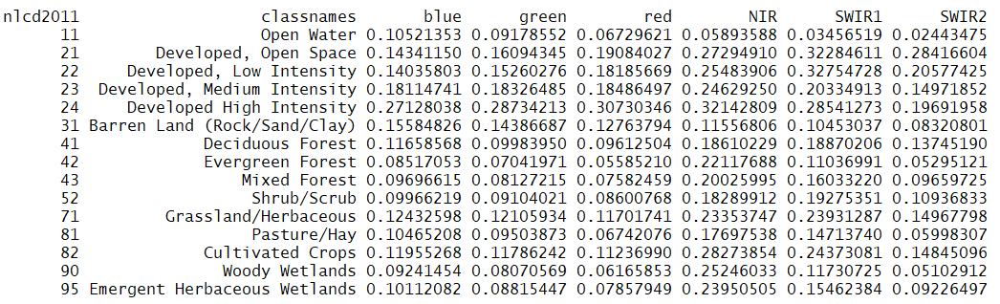 nlcd2011 classnames blue green red NIR SWIR1 SWIR2
11 Open Water 0.10521353 0.09178552 0.06729621 0.05893588 0.03456519 0.02443475
21 Developed, Open Space 0.14341150 0.16094345 0.19084027 0.27294910 0.32284611 0.28416604
22 Developed, Low Intensity 0.14035803 0.15260276 0.18185669 0.25483906 0.32754728 0.20577425
23 Developed, Medium Intensity 0.18114741 0.18326485 0.18486497 0.24629250 0.20334913 0.14971852
24 Developed High Intensity 0.27128038 0.28734213 0.30730346 0.32142809 0.28541273 0.19691958
31 Barren Land (Rock/Sand/Clay) 0.15584826 0.14386687 0.12763794 0.11556806 0.10453037 0.08320801
41 Deciduous Forest 0.11658568 0.09983950 0.09612504 0.18610229 0.18870206 0.13745190
42 Evergreen Forest 0.08517053 0.07041971 0.05585210 0.22117688 0.11036991 0.05295121
43 Mixed Forest 0.09696615 0.08127215 0.07582459 0.20025995 0.16033220 0.09659725
52 Shrub/Scrub 0.09966219 0.09104021 0.08600768 0.18289912 0.19275351 0.10936833
71 Grassland/Herbaceous 0.12432598 0.12105934 0.11701741 0.23353747 0.23931287 0.14967798
81 Pasture/Hay 0.10465208 0.09503873 0.06742076 0.17697538 0.14713740 0.05998307
82 Cultivated Crops 0.11955268 0.11786242 0.11236990 0.28273854 0.24373081 0.14845096
90 Woody Wetlands 0.09241454 0.08070569 0.06165853 0.25246033 0.11730725 0.05102912
95 Emergent Herbaceous Wetlands 0.10112082 0.08815447 0.07857949 0.23950505 0.15462384 0.09226497